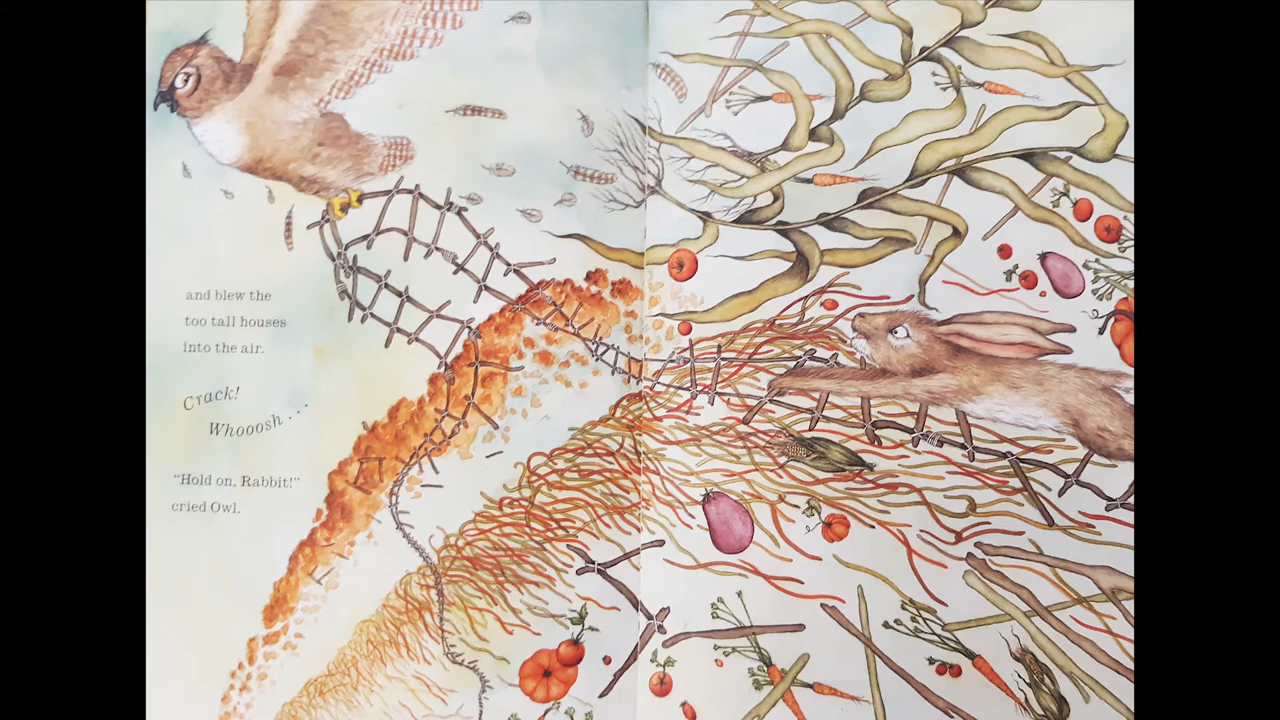 and blew the
too tall houses
into the air.
Crack!
Whooosh...
“Hold on, Rabbit!”
cried Owl.